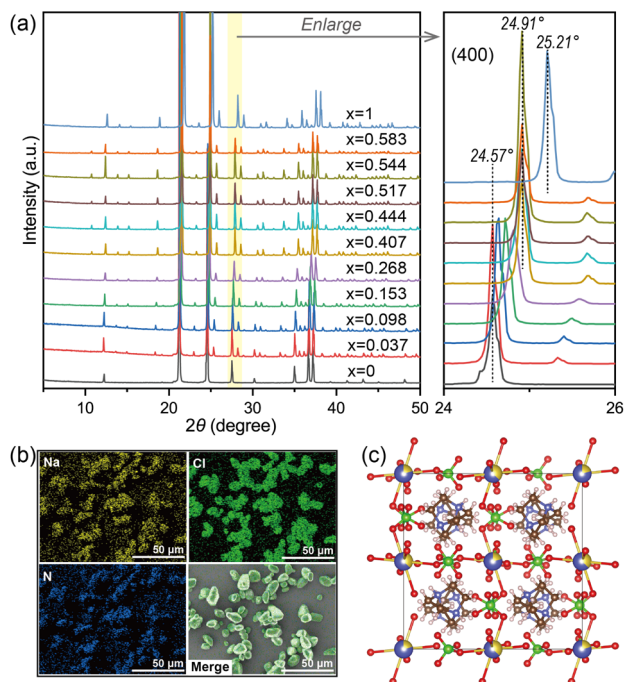 (a)
Enlarge
24.91°
25.21°
(400)
24.57°
x=1
x=0.583
x=0.544
x=0.517
x=0.444
x=0.407
x=0.268
x=0.153
x=0.098
x=0.037
x=0
Intensity (a.u.)
10 20 30 40 50
2θ (degree)
24 25 26
(b)
Na
50 μm
Cl
50 μm
N
50 μm
Merge
50 μm
(c)